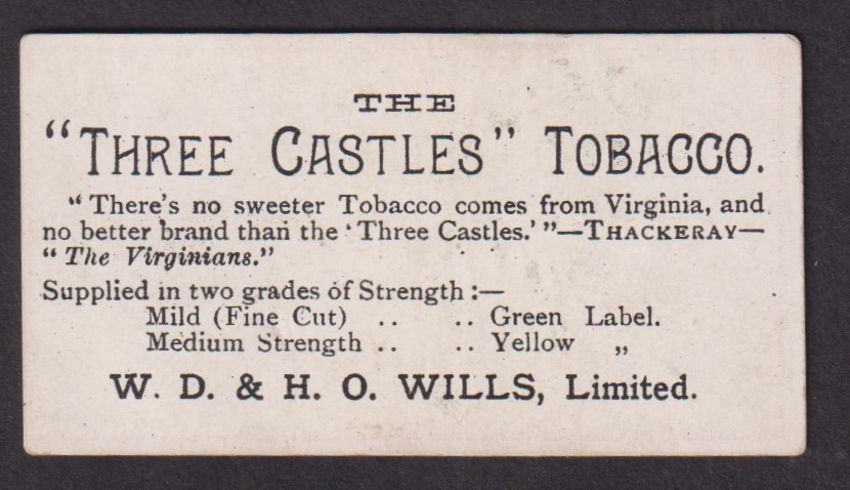 THE
"THREE CASTLES" TOBACCO.
"There's no sweeter Tobacco comes from Virginia, and
no better brand than the 'Three Castles.'"—THACKERAY—
"The Virginians."
Supplied in two grades of Strength :—
Mild (Fine Cut) .. .. Green Label.
Medium Strength .. .. Yellow „
W. D. & H. O. WILLS, Limited.